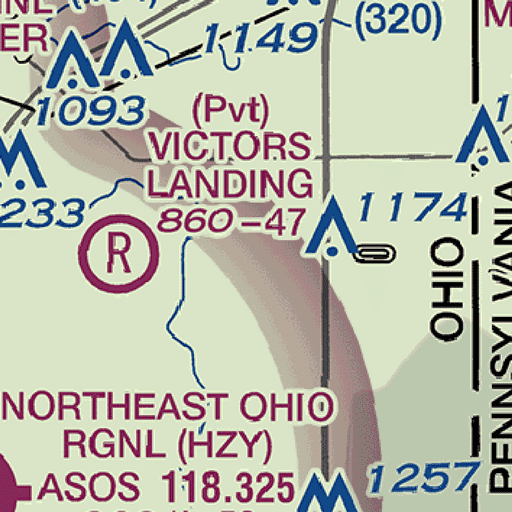 ER
1149
(320)
M
1093
(Pvt)
VICTORS
LANDING
860-47
233
1174
R
OHIO
PENNSYLVANIA
NORTHEAST OHIO
RGNL (HZY)
ASOS 118.325
1257